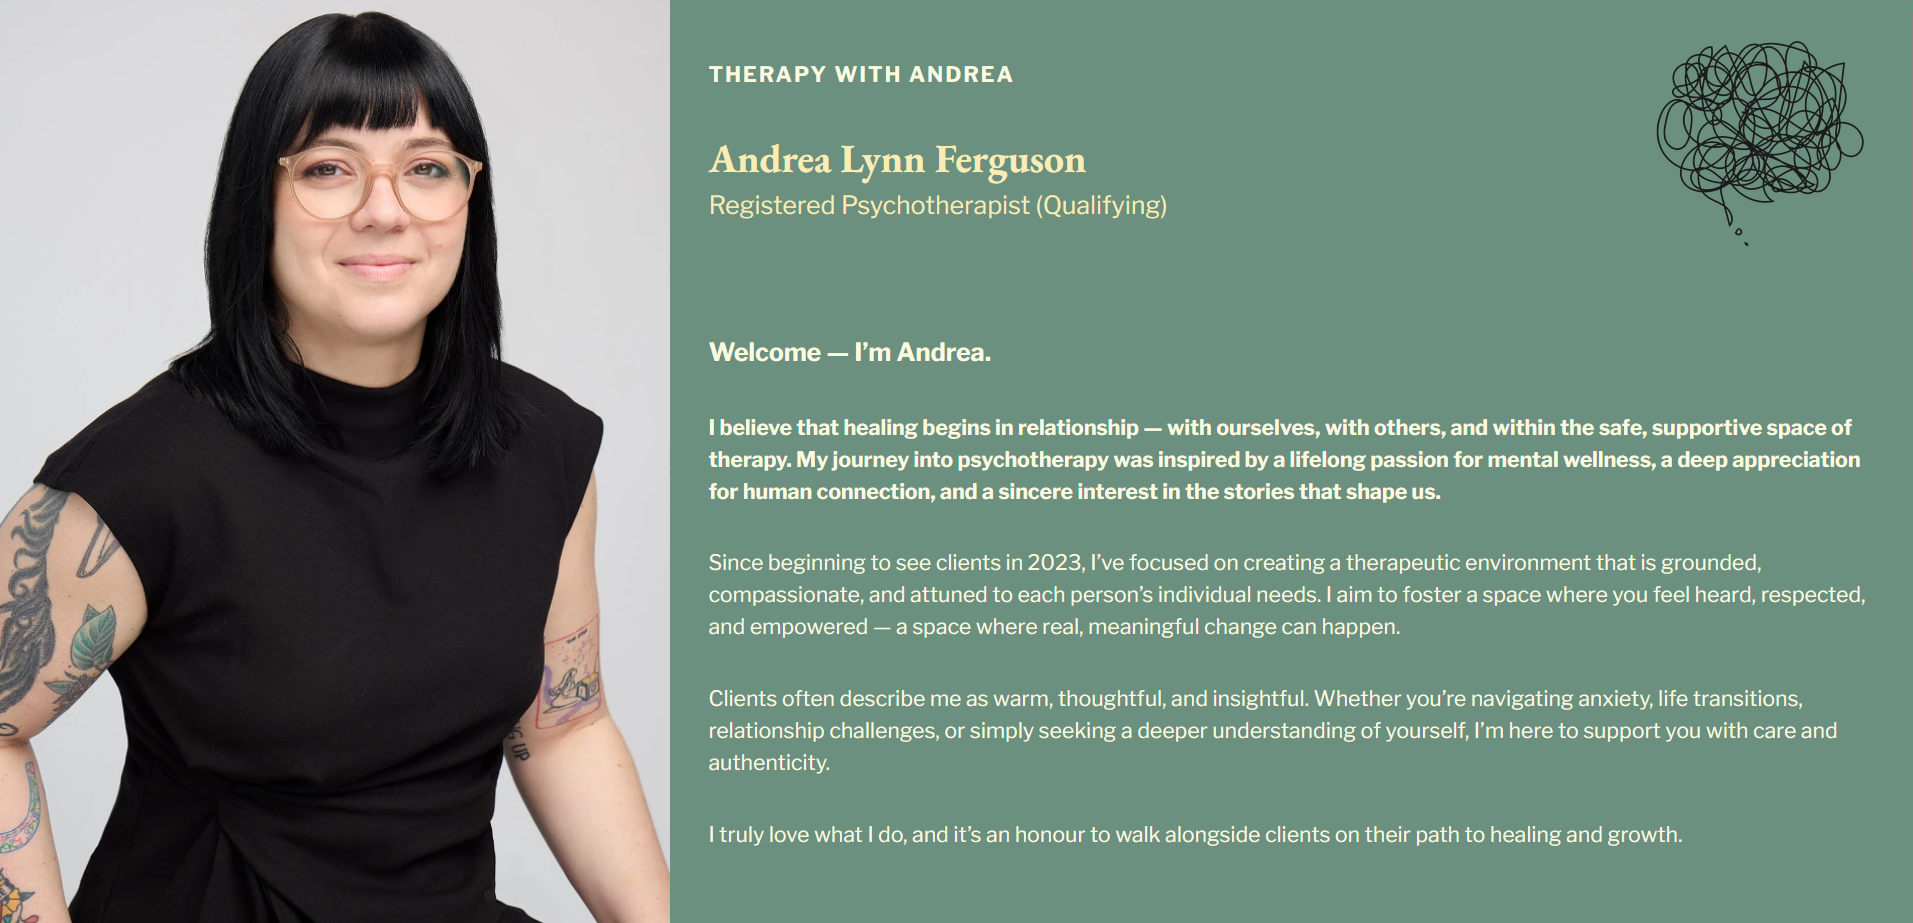 THERAPY WITH ANDREA
Andrea Lynn Ferguson
Registered Psychotherapist (Qualifying)
Welcome — I’m Andrea.
I believe that healing begins in relationship — with ourselves, with others, and within the safe, supportive space of
therapy. My journey into psychotherapy was inspired by a lifelong passion for mental wellness, a deep appreciation
for human connection, and a sincere interest in the stories that shape us.
Since beginning to see clients in 2023, I’ve focused on creating a therapeutic environment that is grounded,
compassionate, and attuned to each person’s individual needs. I aim to foster a space where you feel heard, respected,
and empowered — a space where real, meaningful change can happen.
Clients often describe me as warm, thoughtful, and insightful. Whether you’re navigating anxiety, life transitions,
relationship challenges, or simply seeking a deeper understanding of yourself, I’m here to support you with care and
authenticity.
I truly love what I do, and it’s an honour to walk alongside clients on their path to healing and growth.
UP